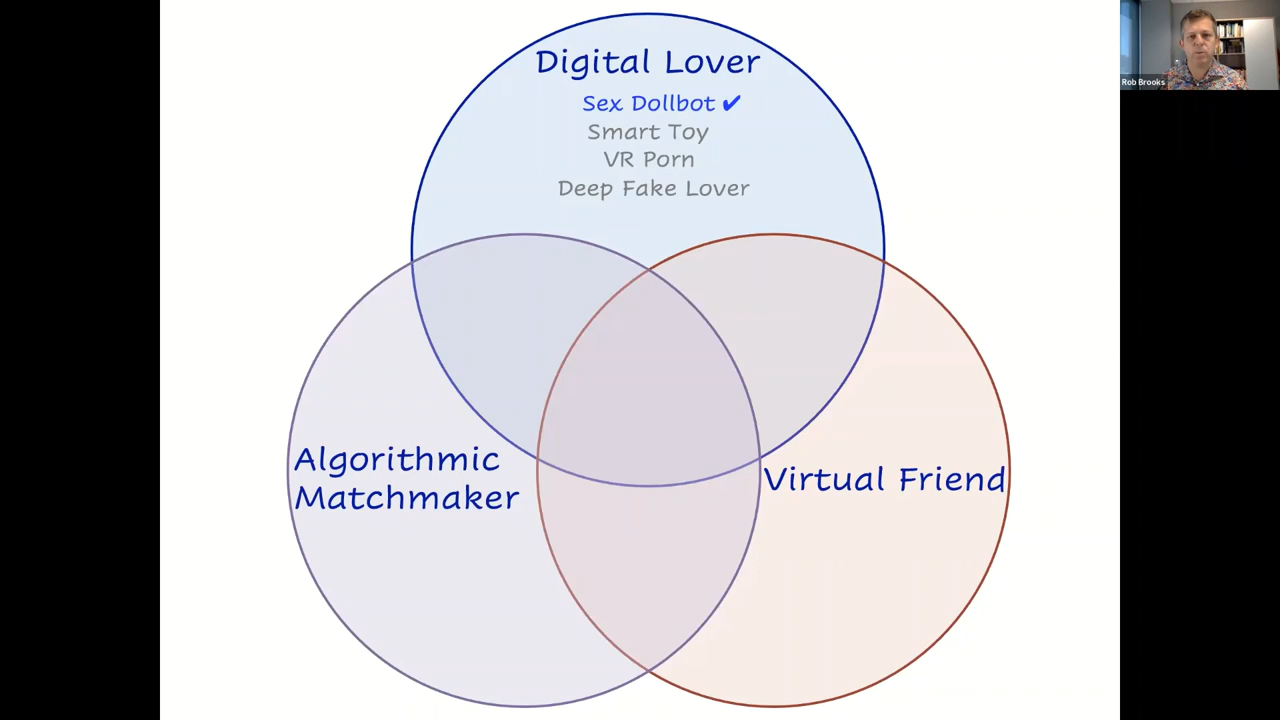 Digital Lover
Sex Dollbot ✔
Smart Toy
VR Porn
Deep Fake Lover
Algorithmic
Matchmaker
Virtual Friend
Rob Brooks